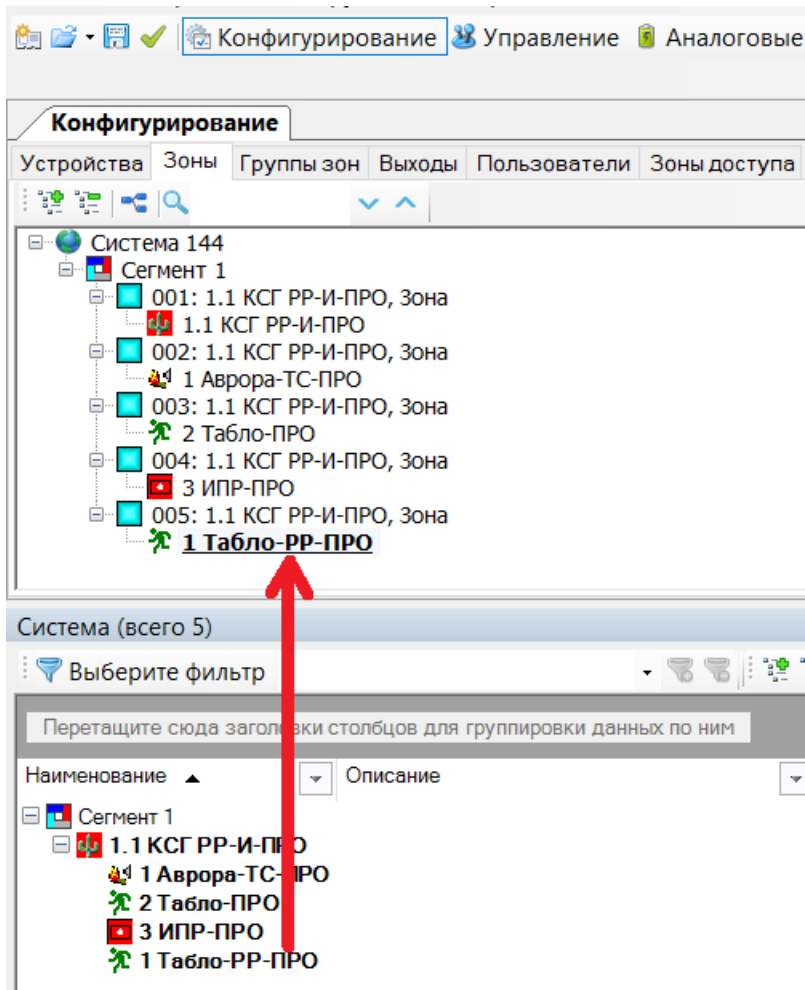 Конфигурирование Управление Аналоговые
Конфигурирование
Устройства Зоны Группы зон Выходы Пользователи Зоны доступа
Система 144
Сегмент 1
001: 1.1 КСГ РР-И-ПРО, Зона
1.1 КСГ РР-И-ПРО
002: 1.1 КСГ РР-И-ПРО, Зона
1 Аврора-ТС-ПРО
003: 1.1 КСГ РР-И-ПРО, Зона
2 Табло-ПРО
004: 1.1 КСГ РР-И-ПРО, Зона
3 ИПР-ПРО
005: 1.1 КСГ РР-И-ПРО, Зона
1 Табло-РР-ПРО
Система (всего 5)
Выберите фильтр
Перетащите сюда заголовки столбцов для группировки данных по ним
Наименование Описание
Сегмент 1
1.1 КСГ РР-И-ПРО
1 Аврора-ТС-ПРО
2 Табло-ПРО
3 ИПР-ПРО
1 Табло-РР-ПРО